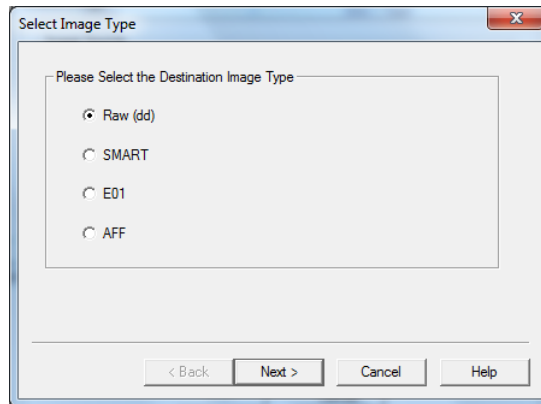 Select Image Type
Please Select the Destination Image Type
Raw (dd)
SMART
E01
AFF
< Back Next > Cancel Help